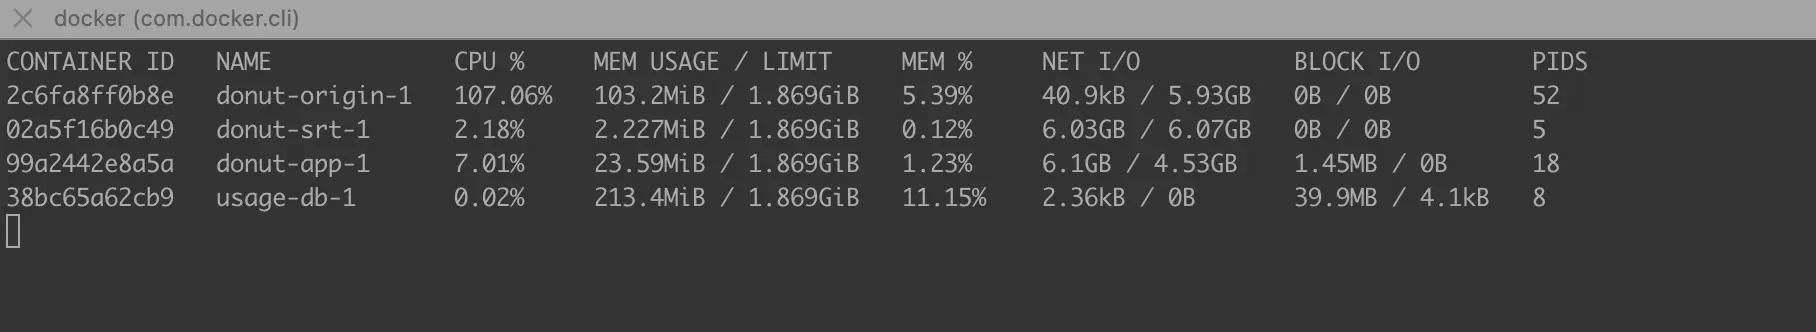 docker (com.docker.cli)
CONTAINER ID NAME CPU % MEM USAGE / LIMIT MEM % NET I/O BLOCK I/O PIDS
2c6fa8ff0b8e donut-origin-1 107.06% 103.2MiB / 1.869GiB 5.39% 40.9kB / 5.93GB 0B / 0B 52
02a5f16b0c49 donut-srt-1 2.18% 2.227MiB / 1.869GiB 0.12% 6.03GB / 6.07GB 0B / 0B 5
99a2442e8a5a donut-app-1 7.01% 23.59MiB / 1.869GiB 1.23% 6.1GB / 4.53GB 1.45MB / 0B 18
38bc65a62cb9 usage-db-1 0.02% 213.4MiB / 1.869GiB 11.15% 2.36kB / 0B 39.9MB / 4.1kB 8